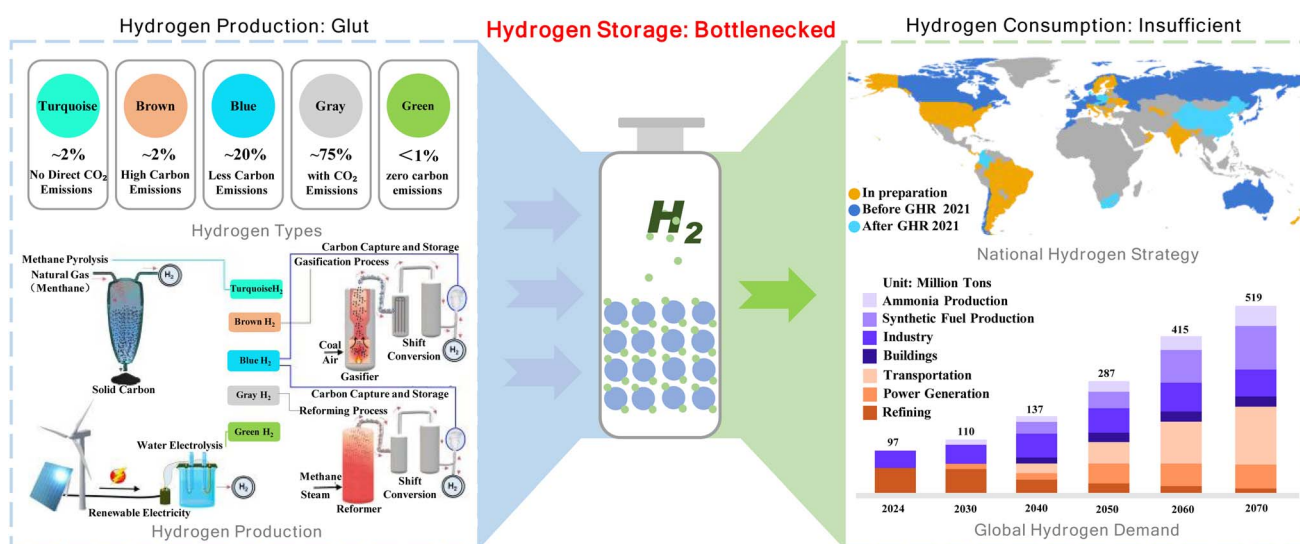 Hydrogen Production: Glut
Hydrogen Storage: Bottlenecked
Hydrogen Consumption: Insufficient
Turquoise
Brown
Blue
Gray
Green
~2%
No Direct CO₂
Emissions
~2%
High Carbon
Emissions
~20%
Less Carbon
Emissions
~75%
with CO₂
Emissions
<1%
zero carbon
emissions
Hydrogen Types
Methane Pyrolysis
Natural Gas
(Menthane)
H₂
Solid Carbon
TurquoiseH₂
Brown H₂
Blue H₂
Gray H₂
Green H₂
Carbon Capture and Storage
Gasification Process
Coal
Air
Gasifier
Shift
Conversion
H₂
Carbon Capture and Storage
Reforming Process
Methane
Steam
Reformer
Shift
Conversion
H₂
Water Electrolysis
H₂
Renewable Electricity
Hydrogen Production
H₂
In preparation
Before GHR 2021
After GHR 2021
National Hydrogen Strategy
Unit: Million Tons
Ammonia Production
Synthetic Fuel Production
Industry
Buildings
Transportation
Power Generation
Refining
97
110
137
287
415
519
2024
2030
2040
2050
2060
2070
Global Hydrogen Demand